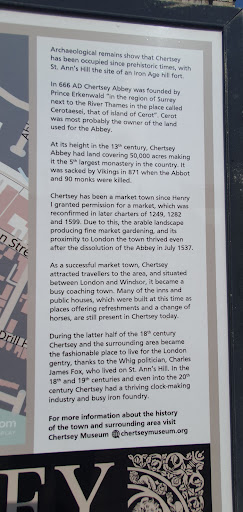 Archaeological remains show that Chertsey
has been occupied since prehistoric times, with
St. Ann's Hill the site of an Iron Age hill fort.
In 666 AD Chertsey Abbey was founded by
Prince Erkenwald "in the region of Surrey
next to the River Thames in the place called
Cerotaesei, that of island of Cerot". Cerot
was most probably the owner of the land
used for the Abbey.
At its height in the 13th century, Chertsey
Abbey had land covering 50,000 acres making
it the 5th largest monastery in the country. It
was sacked by Vikings in 871 when the Abbot
and 90 monks were killed.
Chertsey has been a market town since Henry
I granted permission for a market, which was
reconfirmed in later charters of 1249, 1282
and 1599. Due to this, the arable landscape
producing fine market gardening, and its
proximity to London the town thrived even
after the dissolution of the Abbey in July 1537.
As a successful market town, Chertsey
attracted travellers to the area, and situated
between London and Windsor, it became a
busy coaching town. Many of the inns and
public houses, which were built at this time as
places offering refreshments and a change of
horses, are still present in Chertsey today.
During the latter half of the 18th century
Chertsey and the surrounding area became
the fashionable place to live for the London
gentry, thanks to the Whig politician, Charles
James Fox, who lived on St. Ann's Hill. In the
18th and 19th centuries and even into the 20th
century Chertsey had a thriving clock-making
industry and busy iron foundry.
For more information about the history
of the town and surrounding area visit
Chertsey Museum chertseymuseum.org
SEY